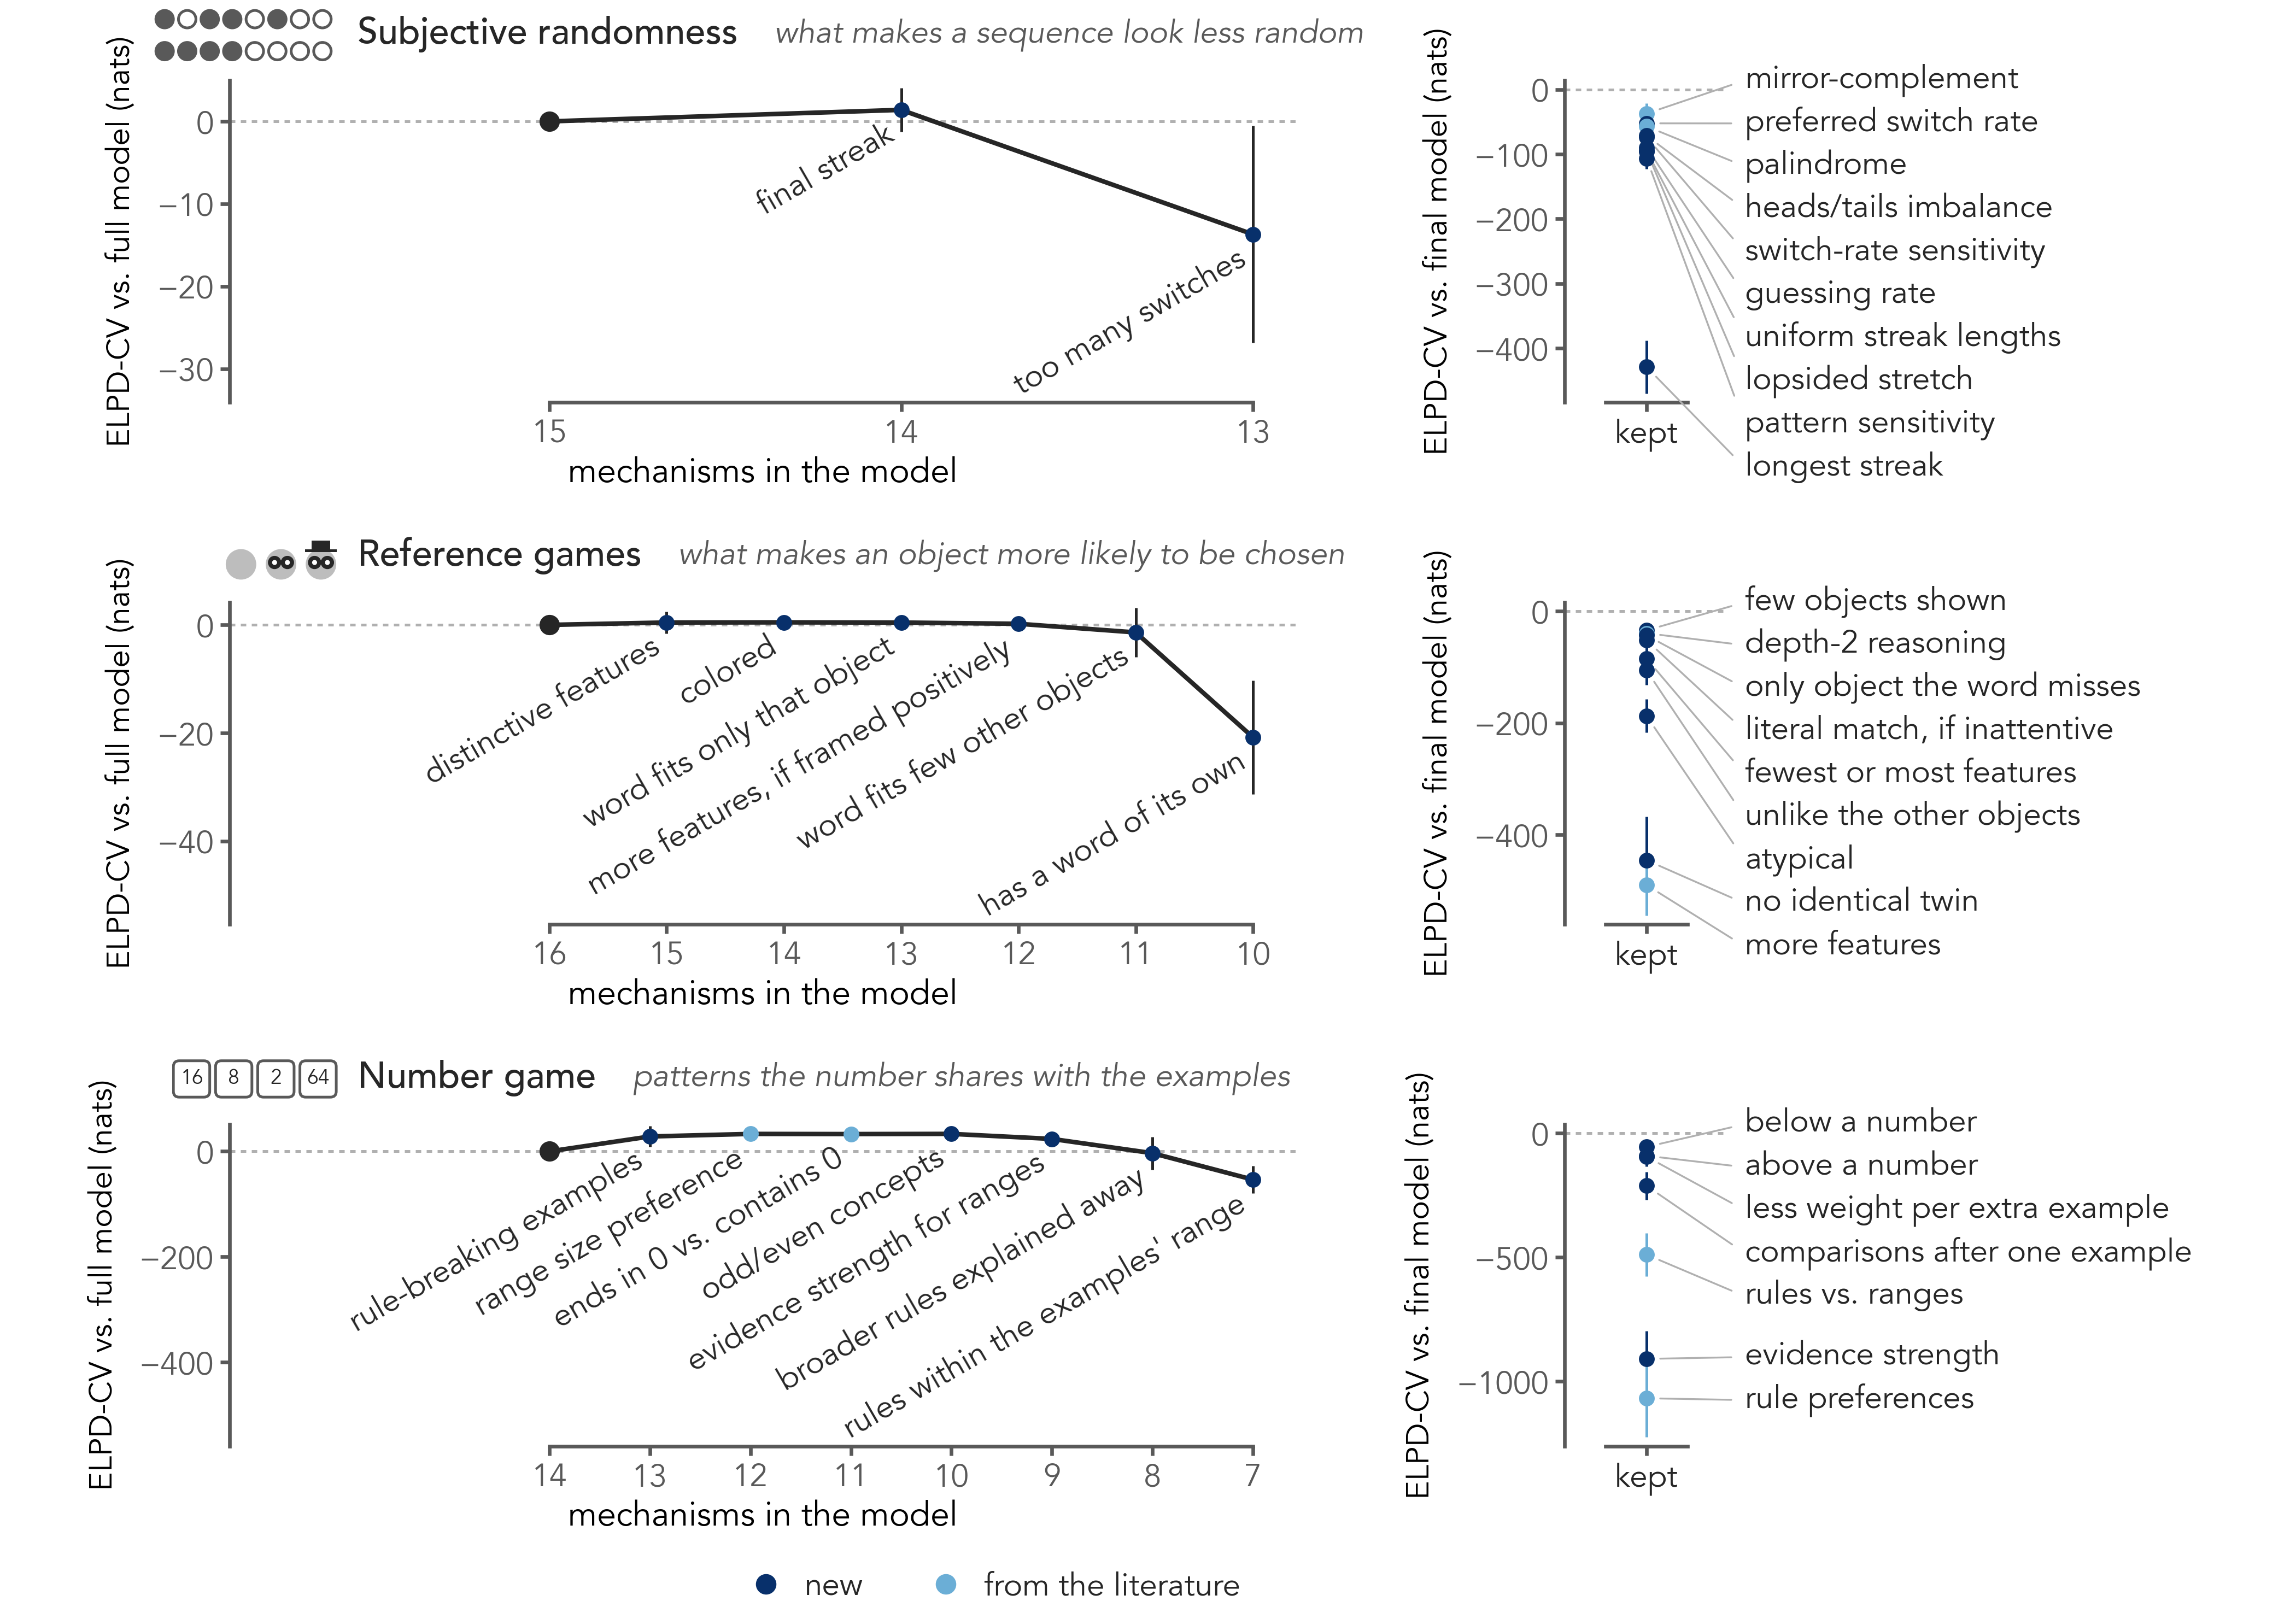 Subjective randomness what makes a sequence look less random
ELPD-CV vs. full model (nats)
0
−10
−20
−30
final streak
too many switches
15 14 13
mechanisms in the model
ELPD-CV vs. final model (nats)
0
−100
−200
−300
−400
kept
mirror-complement
preferred switch rate
palindrome
heads/tails imbalance
switch-rate sensitivity
guessing rate
uniform streak lengths
lopsided stretch
pattern sensitivity
longest streak
Reference games what makes an object more likely to be chosen
ELPD-CV vs. full model (nats)
0
−20
−40
distinctive features
colored
word fits only that object
more features, if framed positively
word fits few other objects
has a word of its own
16 15 14 13 12 11 10
mechanisms in the model
ELPD-CV vs. final model (nats)
0
−200
−400
kept
few objects shown
depth-2 reasoning
only object the word misses
literal match, if inattentive
fewest or most features
unlike the other objects
atypical
no identical twin
more features
16 8 2 64
Number game patterns the number shares with the examples
ELPD-CV vs. full model (nats)
0
−200
−400
rule-breaking examples
range size preference
ends in 0 vs. contains 0
odd/even concepts
evidence strength for ranges
broader rules explained away
rules within the examples' range
14 13 12 11 10 9 8 7
mechanisms in the model
ELPD-CV vs. final model (nats)
0
−500
−1000
kept
below a number
above a number
less weight per extra example
comparisons after one example
rules vs. ranges
evidence strength
rule preferences
new from the literature